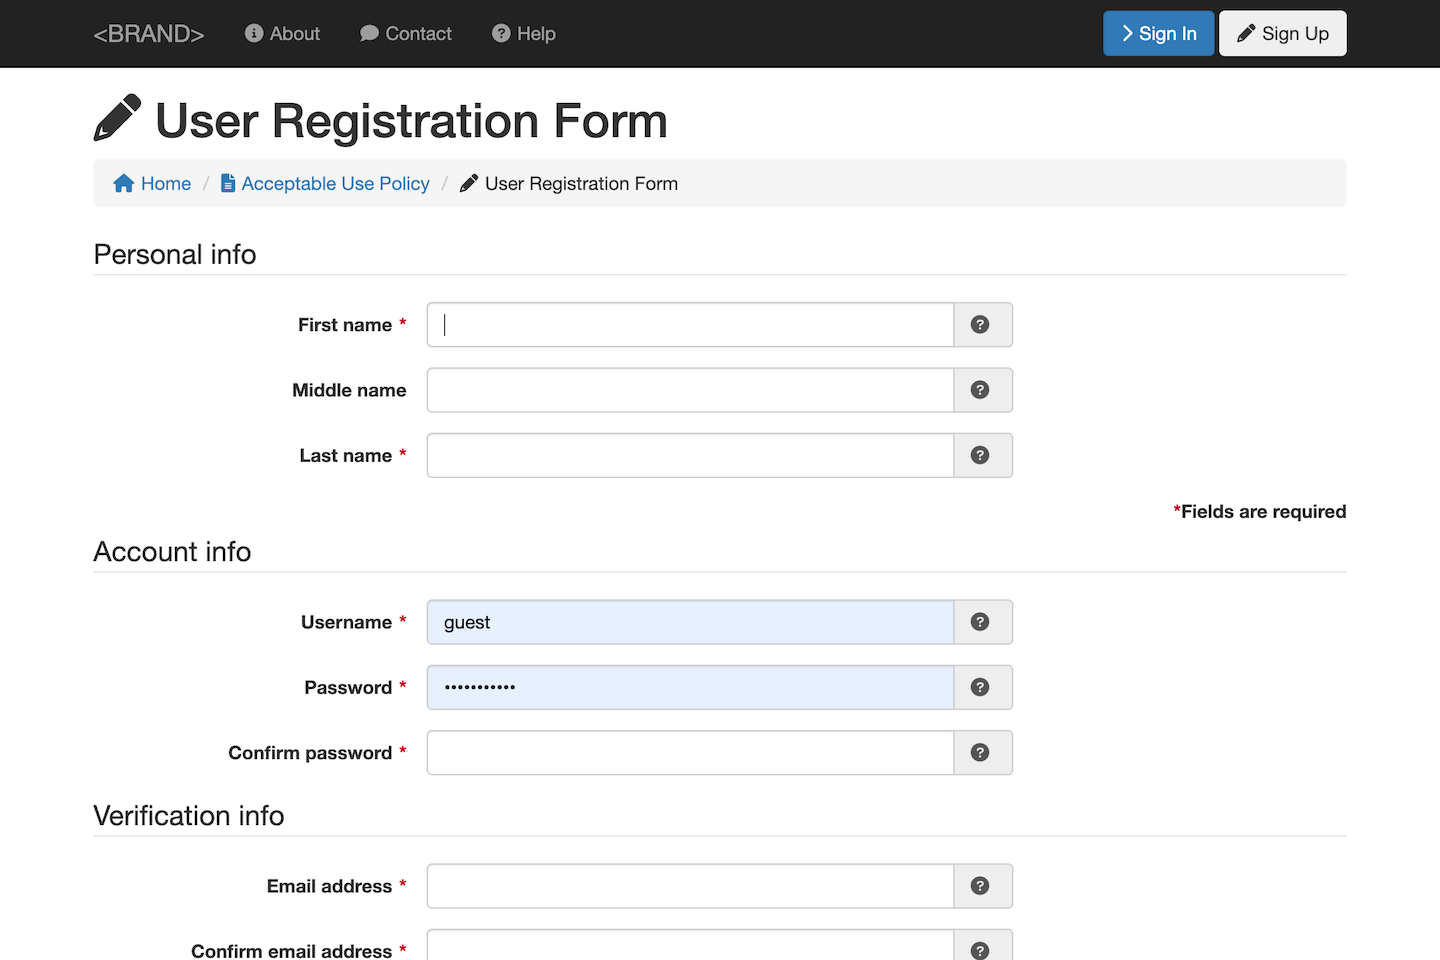 <BRAND> About Contact Help Sign In Sign Up
User Registration Form
Home / Acceptable Use Policy / User Registration Form
Personal info
First name *
Middle name
Last name *
*Fields are required
Account info
Username * guest
Password * •••••••••••
Confirm password *
Verification info
Email address *
Confirm email address *